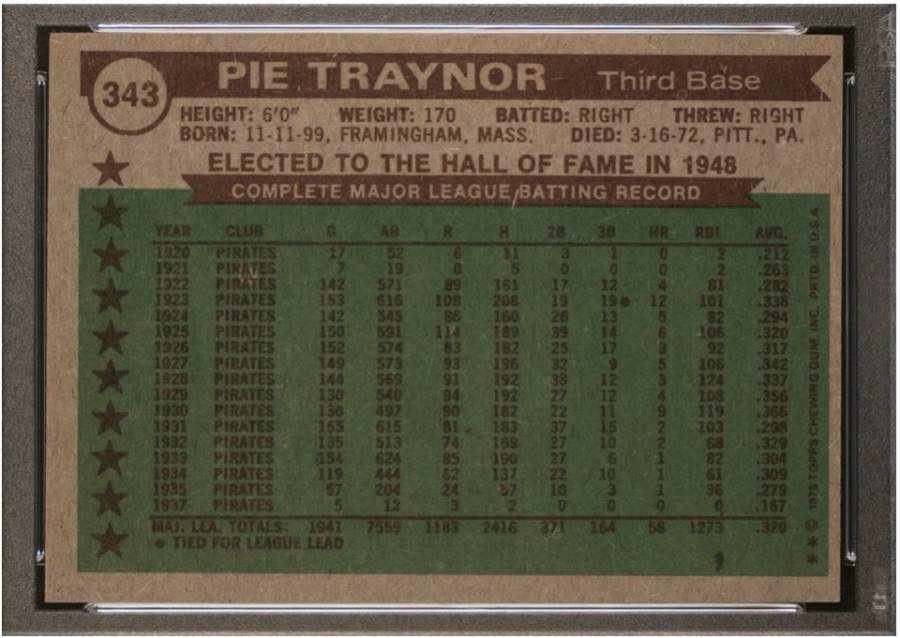 343
PIE TRAYNOR Third Base
HEIGHT: 6'0" WEIGHT: 170 BATTED: RIGHT THREW: RIGHT
BORN: 11-11-99, FRAMINGHAM, MASS. DIED: 3-16-72, PITT., PA.
ELECTED TO THE HALL OF FAME IN 1948
COMPLETE MAJOR LEAGUE BATTING RECORD
YEAR CLUB G AB R H 2B 3B HR RBI AVG.
1920 PIRATES 17 52 6 11 3 1 0 2 .212
1921 PIRATES 7 19 0 5 0 0 0 2 .263
1922 PIRATES 142 571 89 161 17 12 4 81 .282
1923 PIRATES 153 616 108 208 19 19● 12 101 .338
1924 PIRATES 142 545 86 160 26 13 5 82 .294
1925 PIRATES 150 591 114 189 39 14 6 106 .320
1926 PIRATES 152 574 83 182 25 17 3 92 .317
1927 PIRATES 149 573 93 196 32 9 5 106 .342
1928 PIRATES 144 569 91 192 38 12 3 124 .337
1929 PIRATES 130 540 94 192 27 12 4 108 .356
1930 PIRATES 130 497 90 182 22 11 9 119 .366
1931 PIRATES 155 615 81 183 37 15 2 103 .298
1932 PIRATES 135 513 74 169 27 10 2 68 .329
1933 PIRATES 154 624 85 190 27 6 1 82 .304
1934 PIRATES 119 444 62 137 22 10 1 61 .309
1935 PIRATES 57 204 24 57 10 3 1 36 .279
1937 PIRATES 5 12 3 2 0 0 0 0 .167
MAJ. LEA. TOTALS: 1941 7559 1183 2416 371 164 58 1273 .320
● TIED FOR LEAGUE LEAD
* * © 1976 TOPPS CHEWING GUM, INC. PRTD. IN U.S.A.